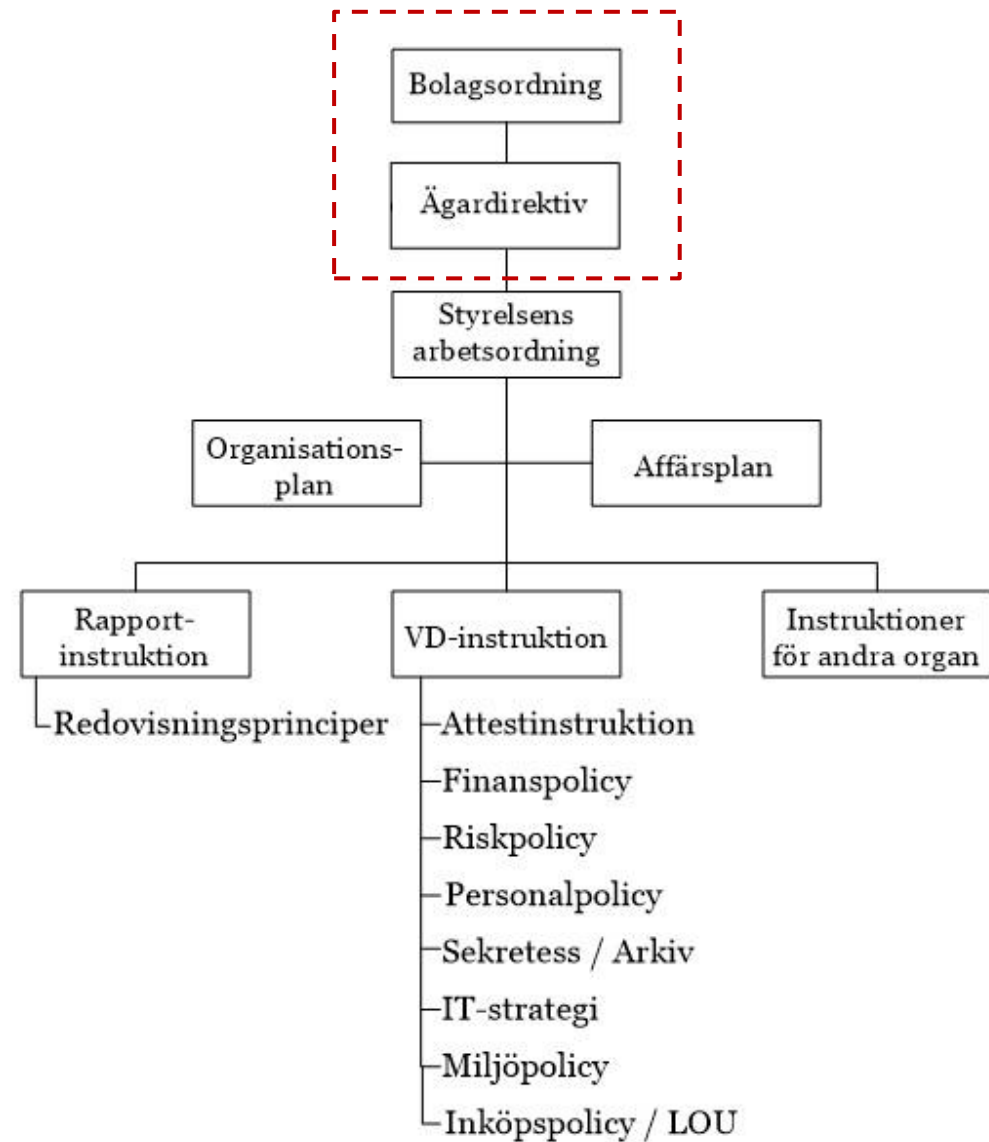 Bolagsordning
Ägardirektiv
Styrelsens
arbetsordning
Organisations-
plan
Affärsplan
Rapport-
instruktion
VD-instruktion
Instruktioner
för andra organ
Redovisningsprinciper
Attestinstruktion
Finanspolicy
Riskpolicy
Personalpolicy
Sekretess / Arkiv
IT-strategi
Miljöpolicy
Inköpspolicy / LOU